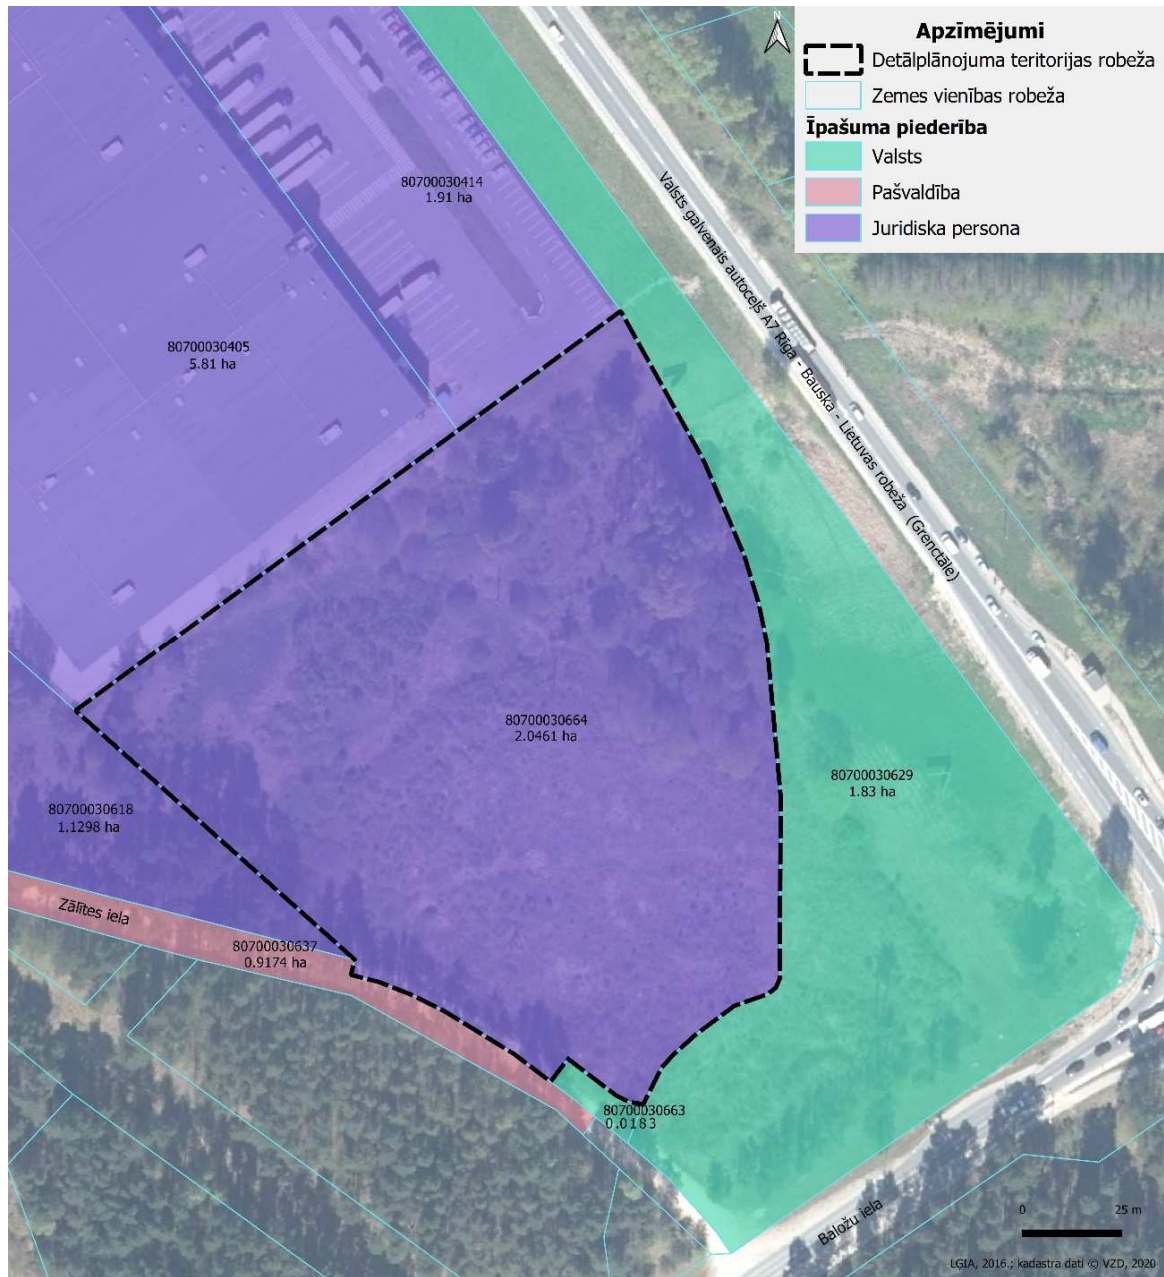 N
Apzīmējumi
Detālplānojuma teritorijas robeža
Zemes vienības robeža
Īpašuma piederība
Valsts
Pašvaldība
Juridiska persona
80700030414
1.91 ha
Valsts galvenais autoceļš A7 Rīga - Bauska - Lietuvas robeža (Grenctāle)
80700030405
5.81 ha
80700030664
2.0461 ha
80700030629
1.83 ha
80700030618
1.1298 ha
Zālītes iela
80700030637
0.9174 ha
80700030663
0.0183
Baložu iela
0 25 m
LGIA, 2016.; kadastra dati © VZD, 2020